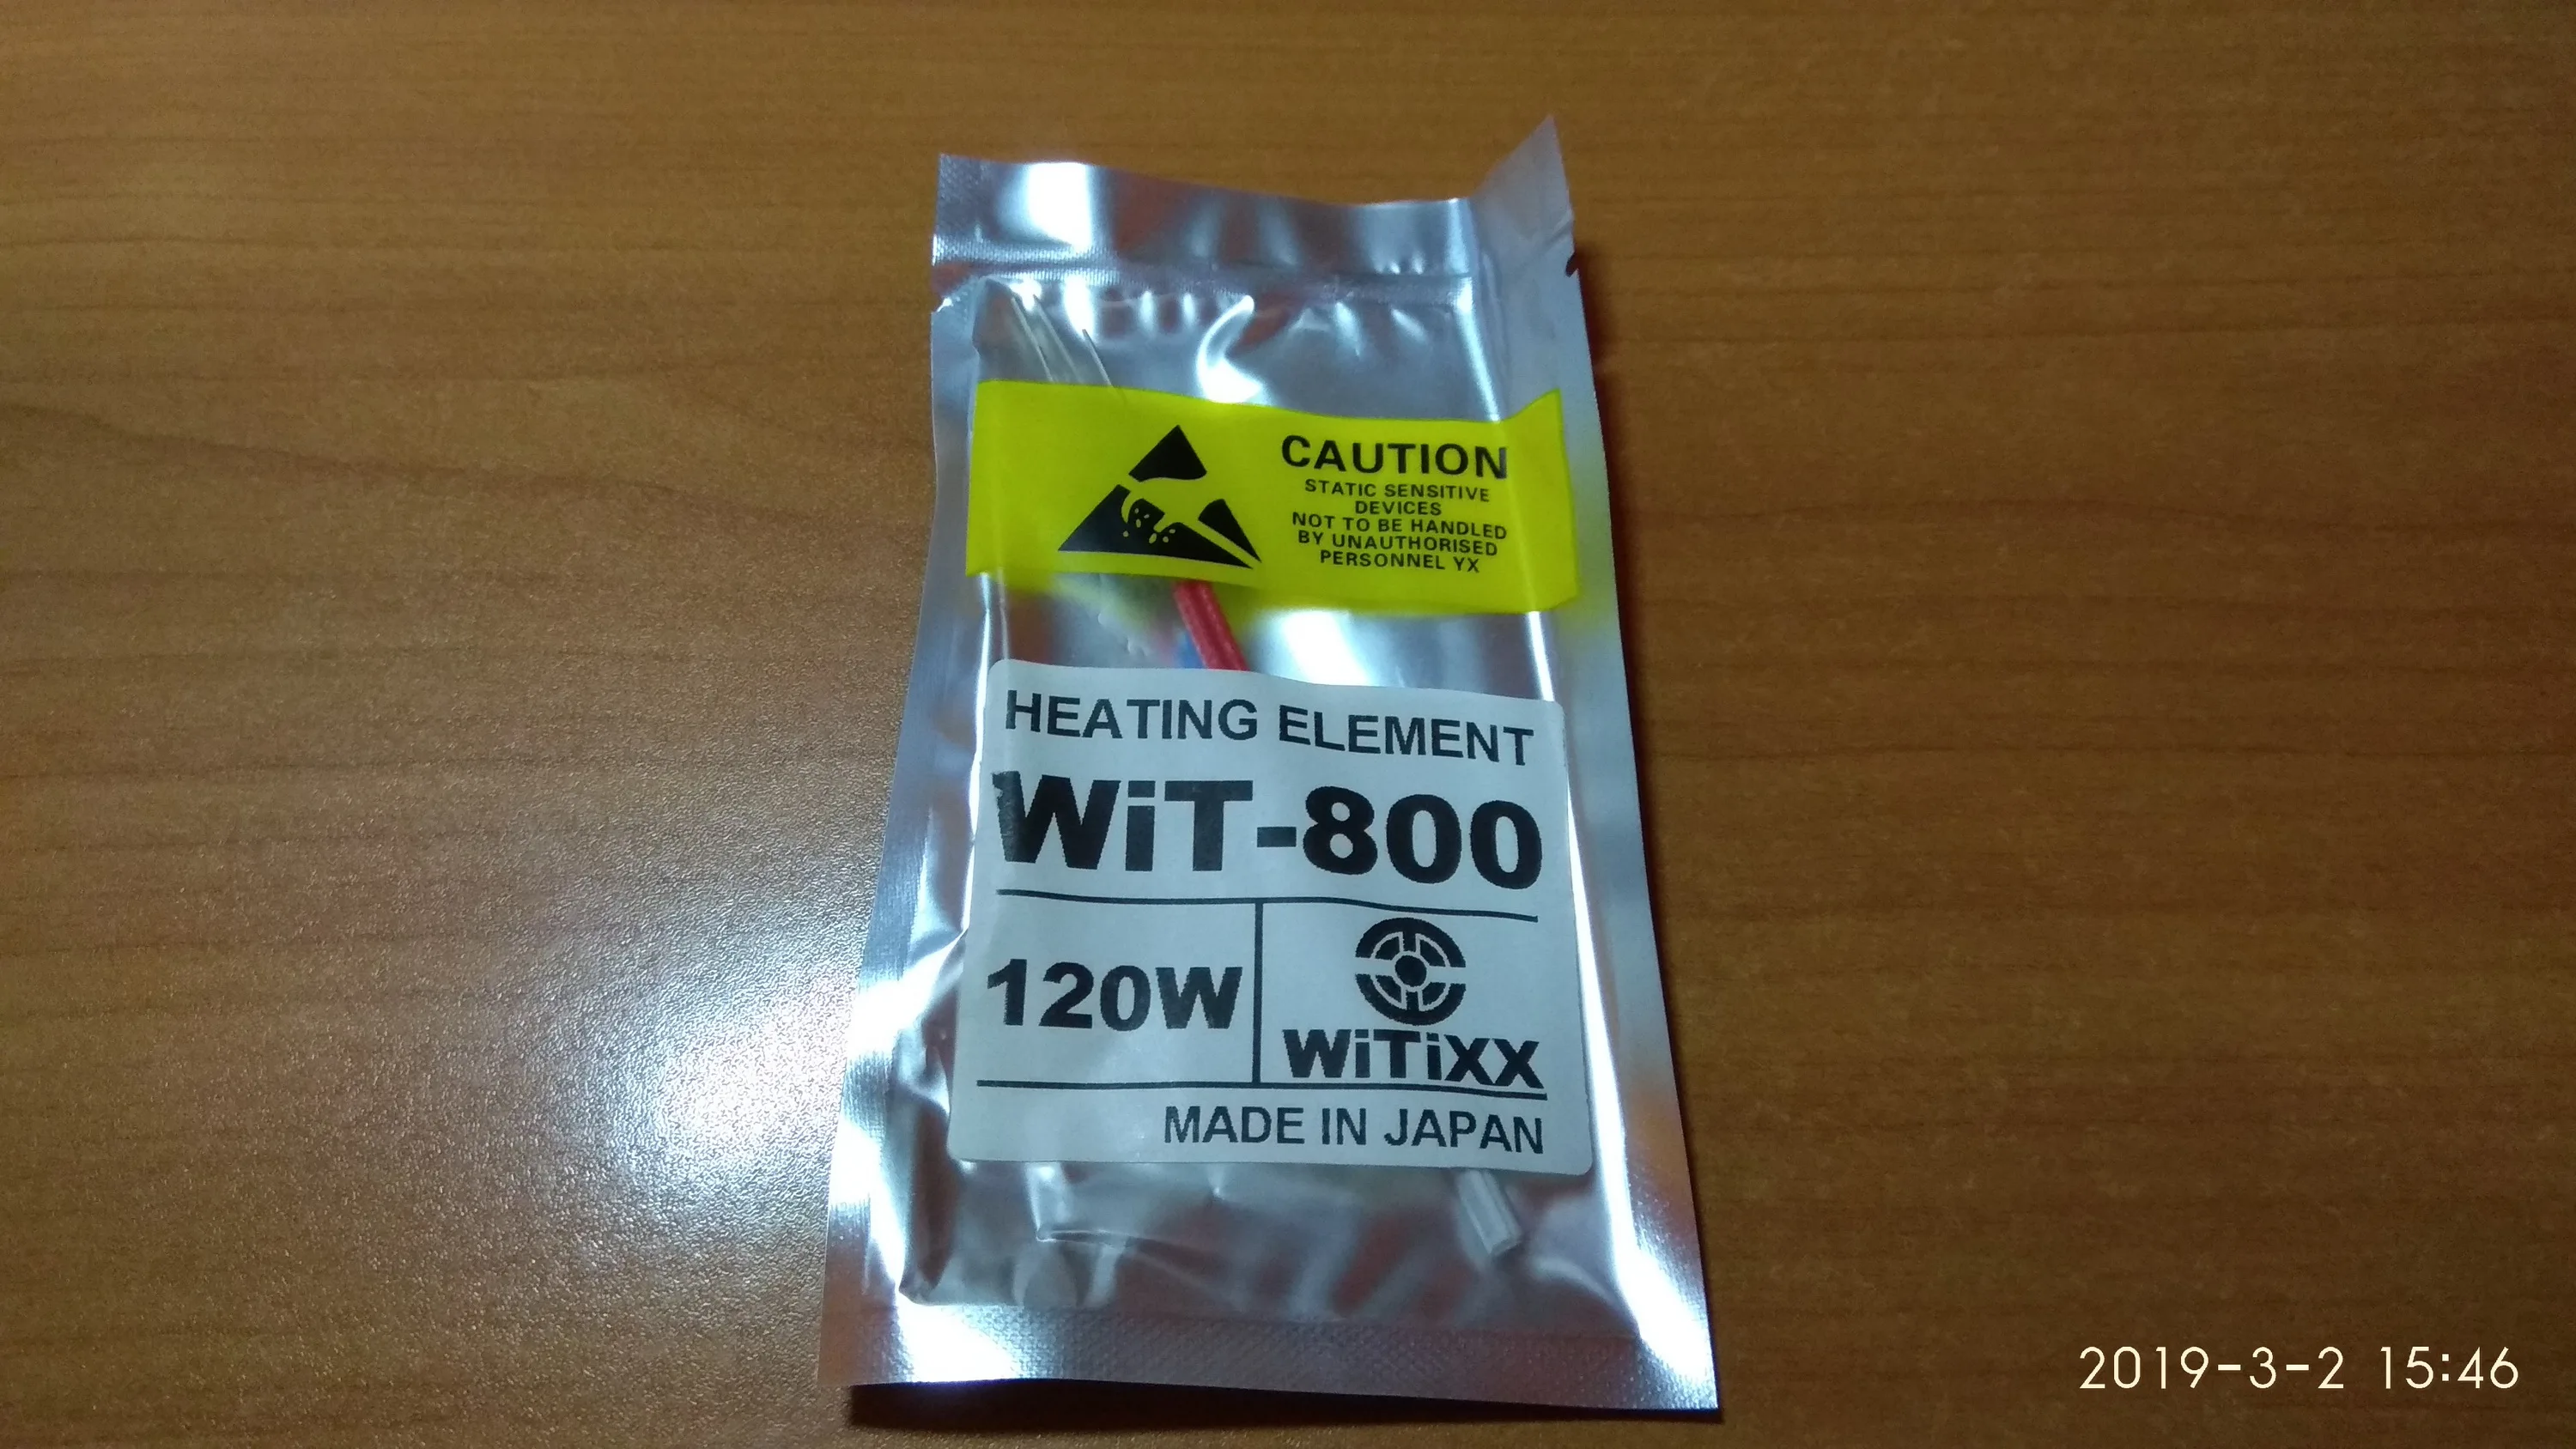 CAUTION
STATIC SENSITIVE
DEVICES
NOT TO BE HANDLED
BY UNAUTHORISED
PERSONNEL YX
HEATING ELEMENT
WiT-800
120W
WiTiXX
MADE IN JAPAN
2019-3-2 15:46